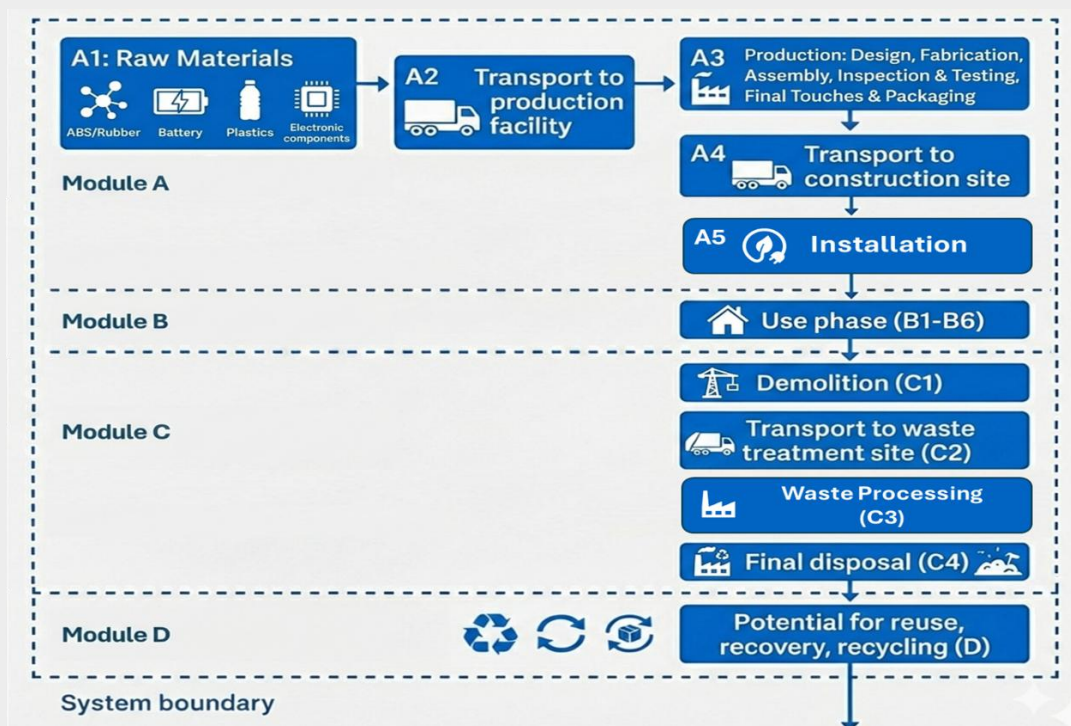 A1: Raw Materials
ABS/Rubber
Battery
Plastics
Electronic
components
A2
Transport to
production
facility
A3
Production: Design, Fabrication,
Assembly, Inspection & Testing,
Final Touches & Packaging
A4
Transport to
construction site
Module A
A5
Installation
Module B
Use phase (B1-B6)
Demolition (C1)
Module C
Transport to waste
treatment site (C2)
Waste Processing
(C3)
Final disposal (C4)
Module D
Potential for reuse,
recovery, recycling (D)
System boundary